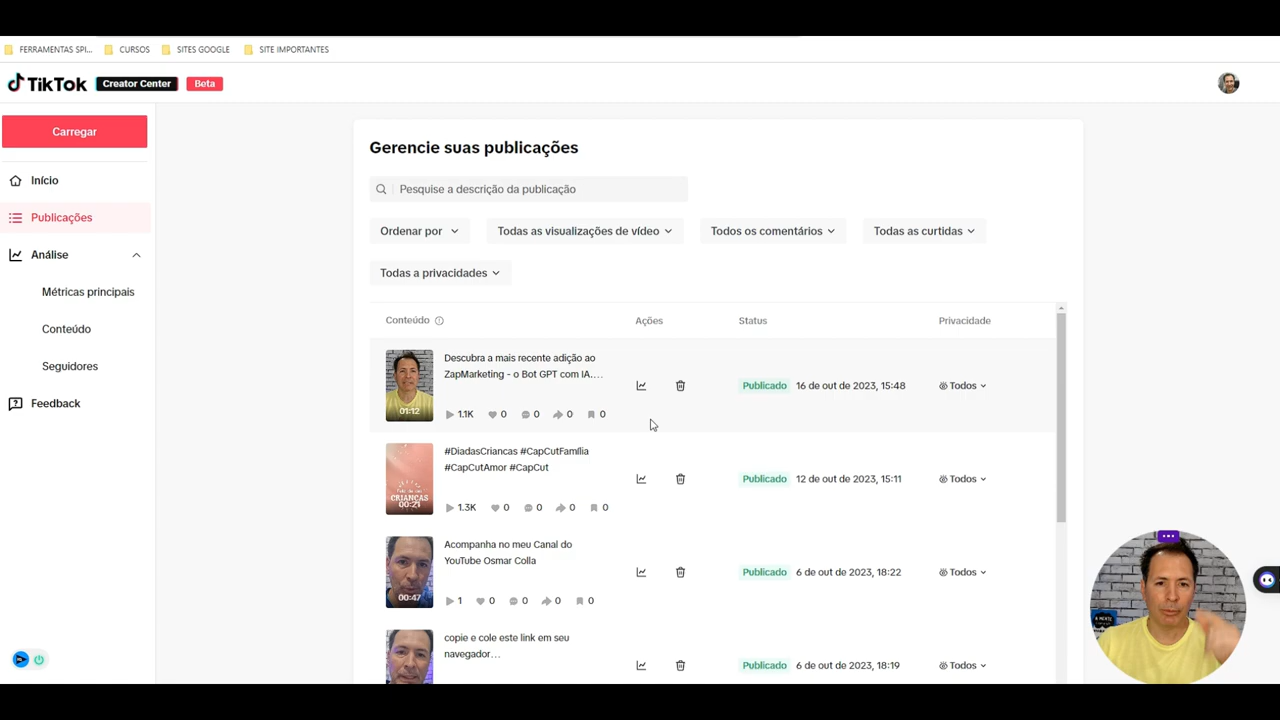 FERRAMENTAS SPI...
CURSOS
SITES GOOGLE
SITE IMPORTANTES
TikTok
Creator Center
Beta
Carregar
Início
Publicações
Análise
Métricas principais
Conteúdo
Seguidores
Feedback
Gerencie suas publicações
Pesquise a descrição da publicação
Ordenar por
Todas as visualizações de vídeo
Todos os comentários
Todas as curtidas
Todas a privacidades
Conteúdo
Ações
Status
Privacidade
Descubra a mais recente adição ao
ZapMarketing - o Bot GPT com IA....
01:12
1.1K 0 0 0 0
Publicado 16 de out de 2023, 15:48
Todos
#DiadasCriancas #CapCutFamília
#CapCutAmor #CapCut
CRIANÇAS
00:21
1.3K 0 0 0 0
Publicado 12 de out de 2023, 15:11
Todos
Acompanha no meu Canal do
YouTube Osmar Colla
00:47
1 0 0 0 0
Publicado 6 de out de 2023, 18:22
Todos
copie e cole este link em seu
navegador...
Publicado 6 de out de 2023, 18:19
Todos
A MENTE